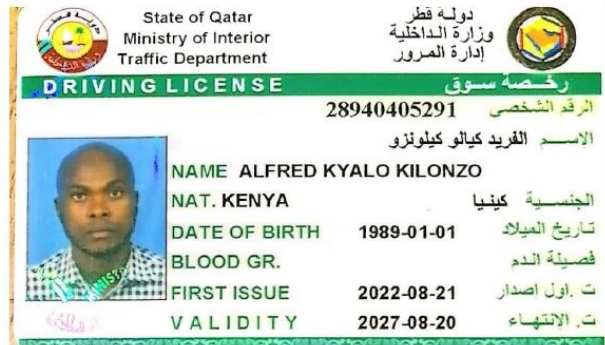 State of Qatar دولة قطر
Ministry of Interior وزارة الداخلية
Traffic Department إدارة المرور
DRIVING LICENSE رخصة سوق
28940405291 الرقم الشخصي
الاسم الفريد كيالو كيلونزو
NAME ALFRED KYALO KILONZO
NAT. KENYA الجنسية كينيا
DATE OF BIRTH 1989-01-01 تاريخ الميلاد
BLOOD GR. فصيلة الدم
FIRST ISSUE 2022-08-21 ت .اول إصدار
VALIDITY 2027-08-20 ت. الانتهاء